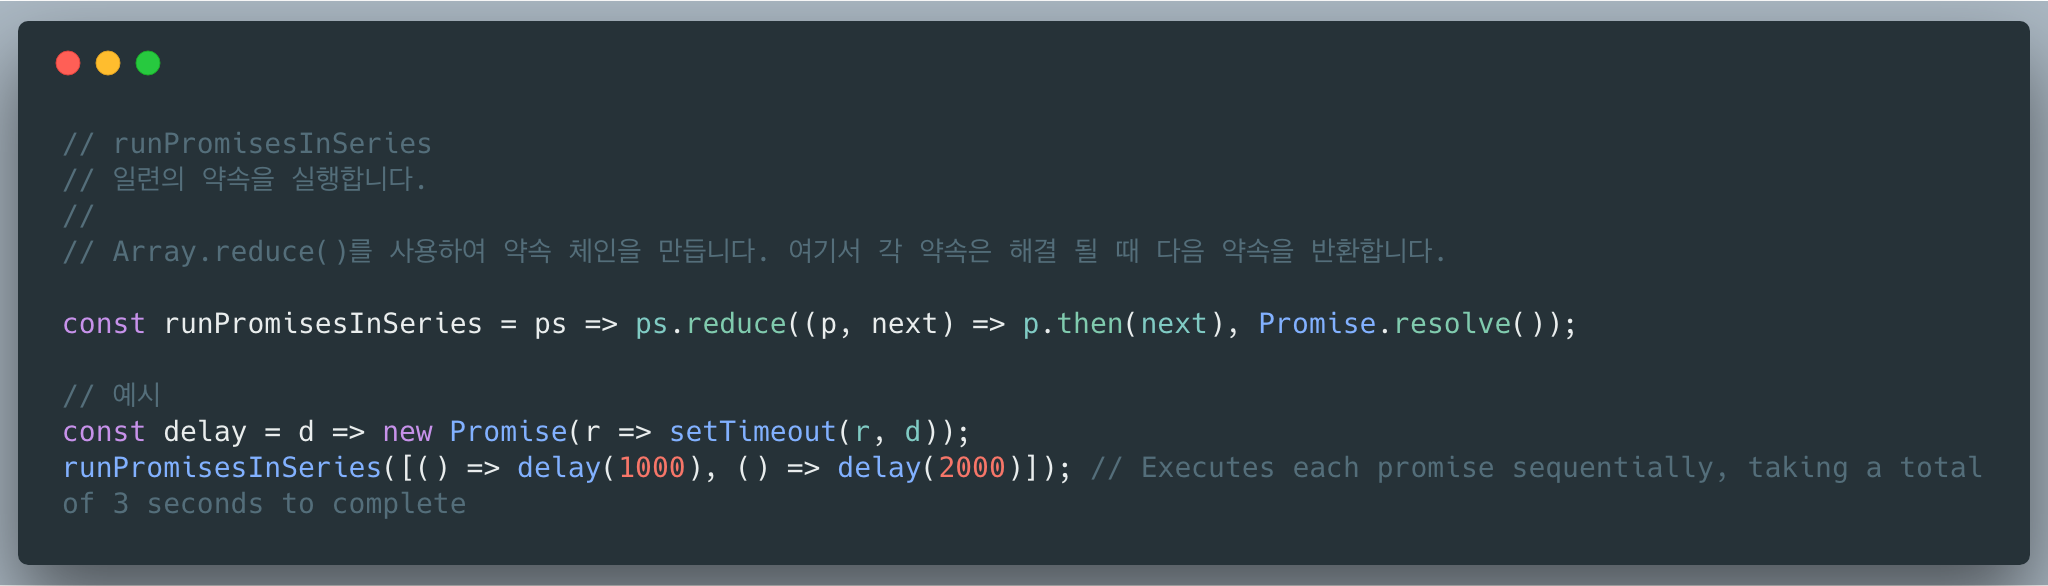 // runPromisesInSeries
// 일련의 약속을 실행합니다.
//
// Array.reduce()를 사용하여 약속 체인을 만듭니다. 여기서 각 약속은 해결 될 때 다음 약속을 반환합니다.
const runPromisesInSeries = ps => ps.reduce((p, next) => p.then(next), Promise.resolve());
// 예시
const delay = d => new Promise(r => setTimeout(r, d));
runPromisesInSeries([() => delay(1000), () => delay(2000)]); // Executes each promise sequentially, taking a total
of 3 seconds to complete